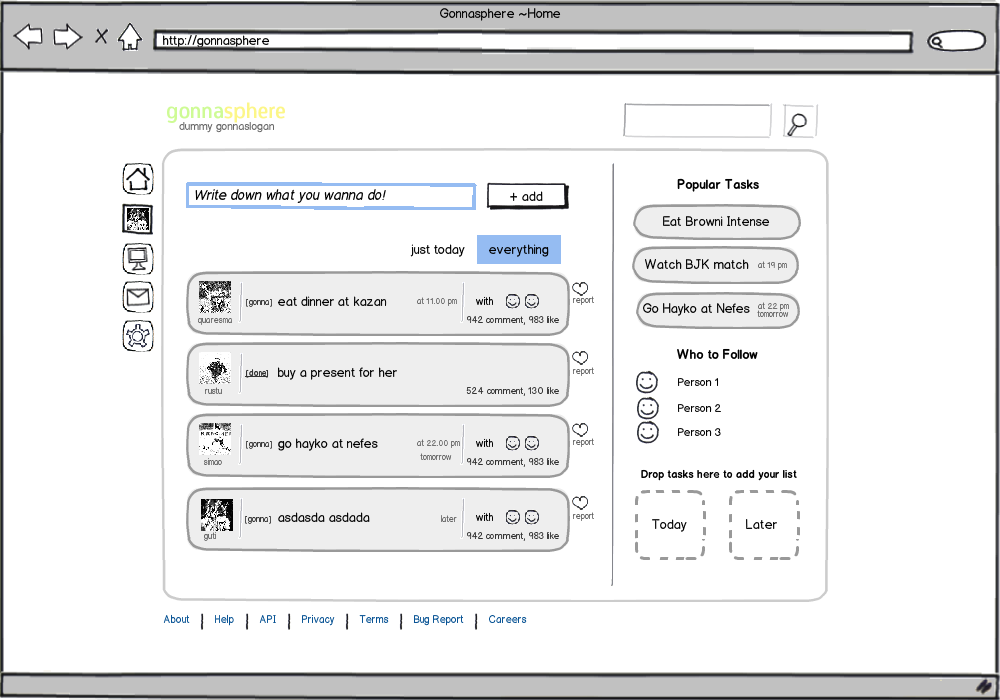 Gonnasphere ~Home
http://gonnasphere
gonnasphere
dummy gonnaslogan
Write down what you wanna do!
+ add
just today
everything
[gonna] eat dinner at kazan
at 11.00 pm
with
quaresma
942 comment, 983 like
report
[done] buy a present for her
rustu
524 comment, 130 like
report
[gonna] go hayko at nefes
at 22.00 pm
tomorrow
with
simao
942 comment, 983 like
report
[gonna] asdasda asdada
later
with
guti
942 comment, 983 like
report
Popular Tasks
Eat Browni Intense
Watch BJK match at 19 pm
Go Hayko at Nefes at 22 pm
tomorrow
Who to Follow
Person 1
Person 2
Person 3
Drop tasks here to add your list
Today
Later
About | Help | API | Privacy | Terms | Bug Report | Careers